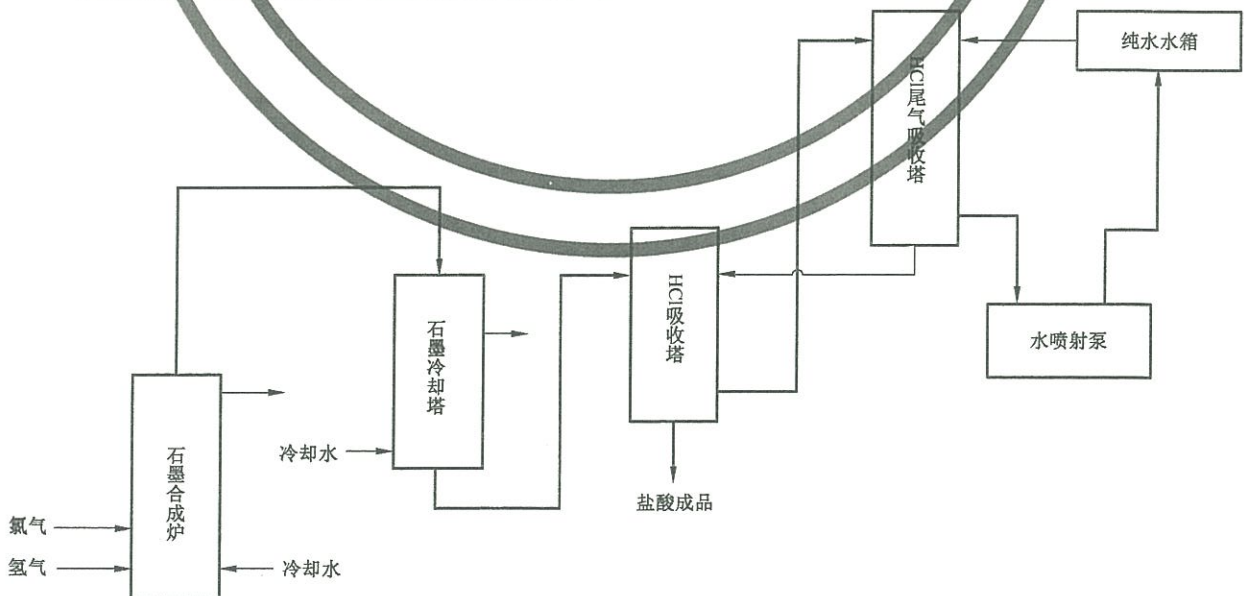 纯水水箱
HCl尾气吸收塔
水喷射泵
HCl吸收塔
石墨冷却塔
冷却水
盐酸成品
石墨合成炉
氯气
氢气
冷却水